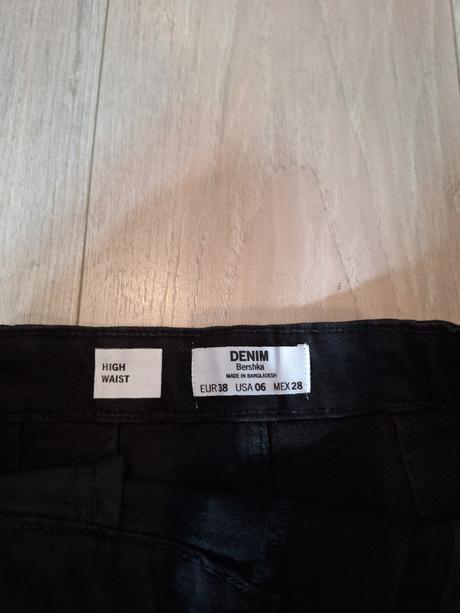 HIGH
WAIST
DENIM
Bershka
MADE IN BANGLADESH
EUR 38 USA 06 MEX 28